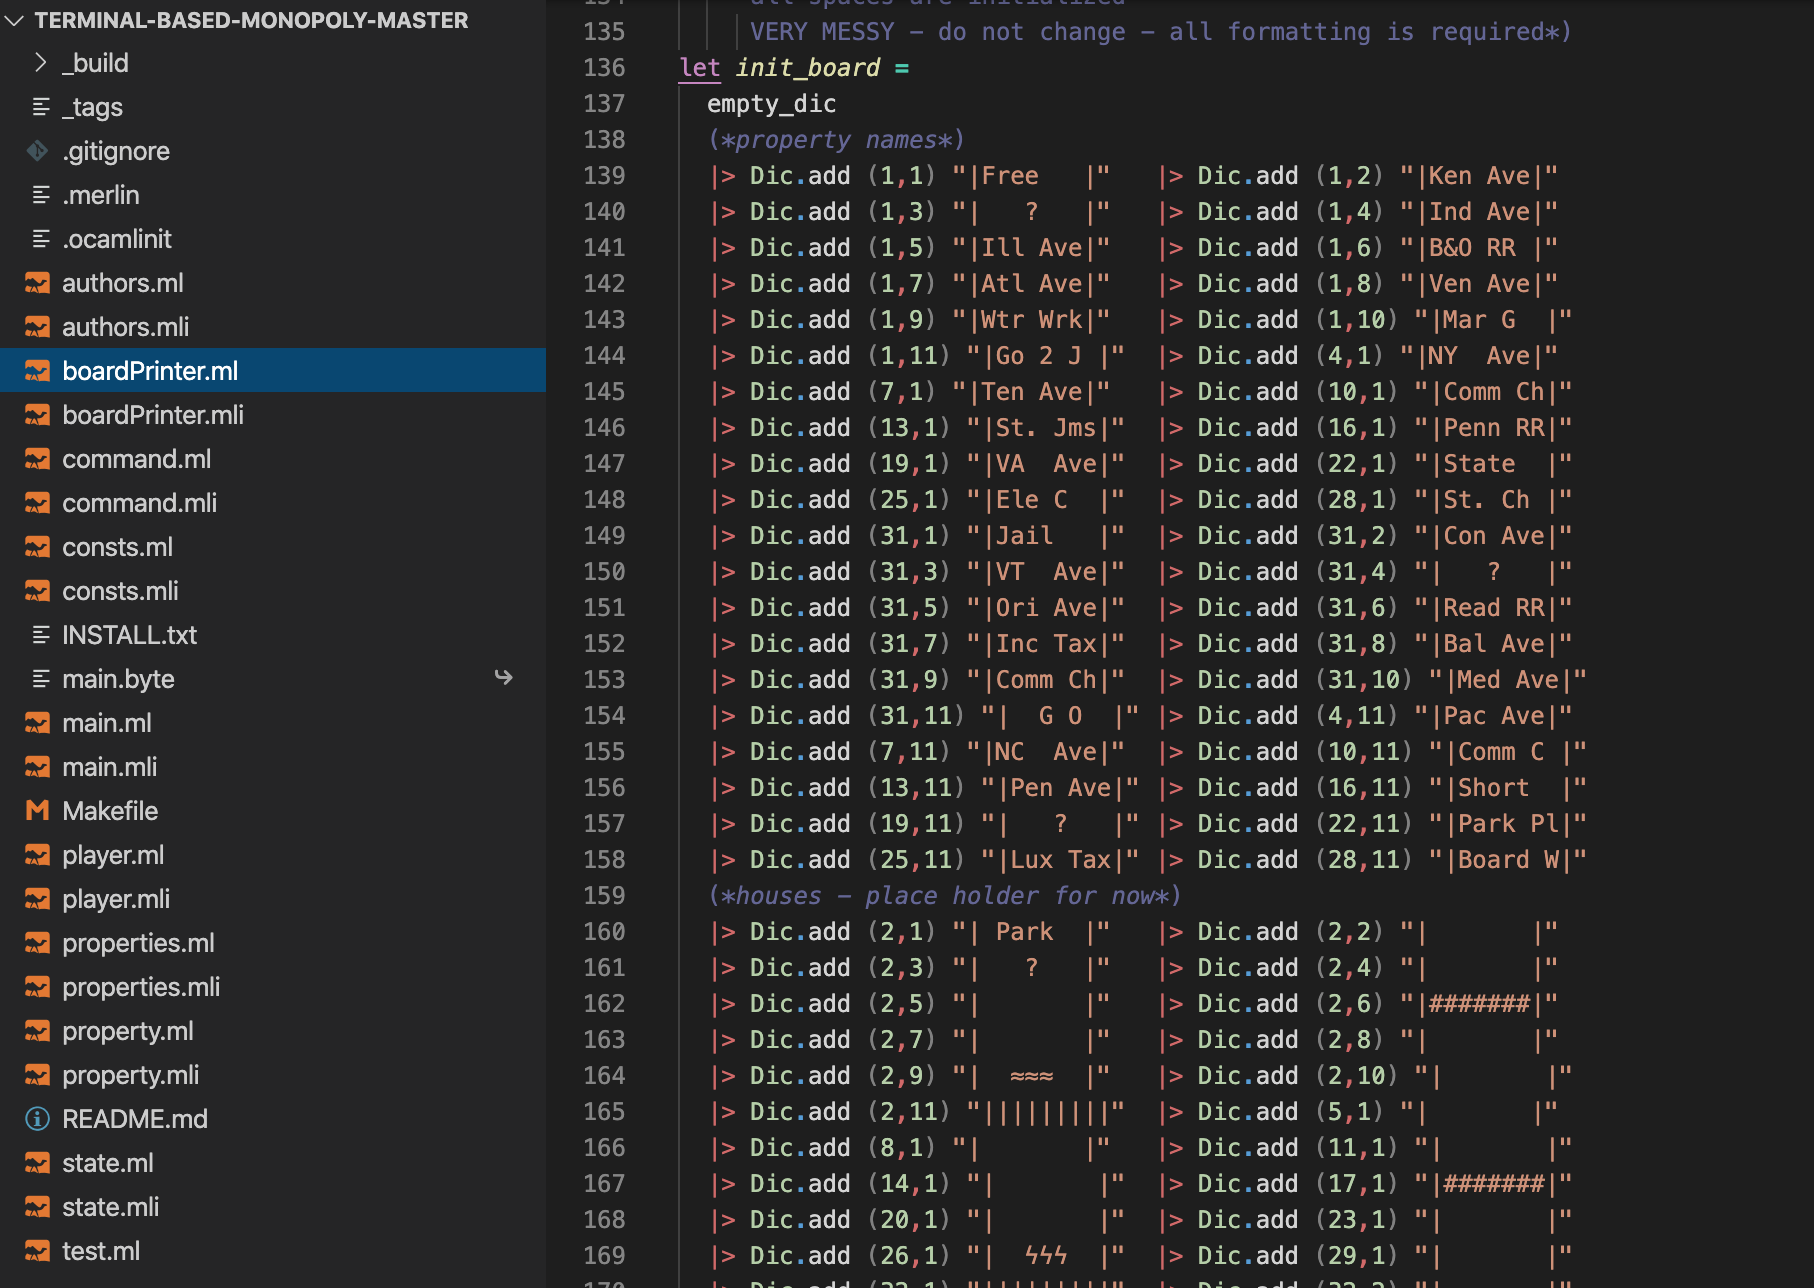 TERMINAL-BASED-MONOPOLY-MASTER
_build
_tags
.gitignore
.merlin
.ocamlinit
authors.ml
authors.mli
boardPrinter.ml
boardPrinter.mli
command.ml
command.mli
consts.ml
consts.mli
INSTALL.txt
main.byte
main.ml
main.mli
Makefile
player.ml
player.mli
properties.ml
properties.mli
property.ml
property.mli
README.md
state.ml
state.mli
test.ml
134 all spaces are initialized
135 VERY MESSY – do not change – all formatting is required*)
136 let init_board =
137 empty_dic
138 (*property names*)
139 |> Dic.add (1,1) "|Free   |"   |> Dic.add (1,2) "|Ken Ave|"
140 |> Dic.add (1,3) "|   ?   |"   |> Dic.add (1,4) "|Ind Ave|"
141 |> Dic.add (1,5) "|Ill Ave|"   |> Dic.add (1,6) "|B&O RR |"
142 |> Dic.add (1,7) "|Atl Ave|"   |> Dic.add (1,8) "|Ven Ave|"
143 |> Dic.add (1,9) "|Wtr Wrk|"   |> Dic.add (1,10) "|Mar G  |"
144 |> Dic.add (1,11) "|Go 2 J |"  |> Dic.add (4,1) "|NY  Ave|"
145 |> Dic.add (7,1) "|Ten Ave|"   |> Dic.add (10,1) "|Comm Ch|"
146 |> Dic.add (13,1) "|St. Jms|"  |> Dic.add (16,1) "|Penn RR|"
147 |> Dic.add (19,1) "|VA  Ave|"  |> Dic.add (22,1) "|State  |"
148 |> Dic.add (25,1) "|Ele C  |"  |> Dic.add (28,1) "|St. Ch |"
149 |> Dic.add (31,1) "|Jail   |"  |> Dic.add (31,2) "|Con Ave|"
150 |> Dic.add (31,3) "|VT  Ave|"  |> Dic.add (31,4) "|   ?   |"
151 |> Dic.add (31,5) "|Ori Ave|"  |> Dic.add (31,6) "|Read RR|"
152 |> Dic.add (31,7) "|Inc Tax|"  |> Dic.add (31,8) "|Bal Ave|"
153 |> Dic.add (31,9) "|Comm Ch|"  |> Dic.add (31,10) "|Med Ave|"
154 |> Dic.add (31,11) "|  G O  |" |> Dic.add (4,11) "|Pac Ave|"
155 |> Dic.add (7,11) "|NC  Ave|"  |> Dic.add (10,11) "|Comm C |"
156 |> Dic.add (13,11) "|Pen Ave|" |> Dic.add (16,11) "|Short  |"
157 |> Dic.add (19,11) "|   ?   |" |> Dic.add (22,11) "|Park Pl|"
158 |> Dic.add (25,11) "|Lux Tax|" |> Dic.add (28,11) "|Board W|"
159 (*houses – place holder for now*)
160 |> Dic.add (2,1) "| Park  |"   |> Dic.add (2,2) "|       |"
161 |> Dic.add (2,3) "|   ?   |"   |> Dic.add (2,4) "|       |"
162 |> Dic.add (2,5) "|       |"   |> Dic.add (2,6) "|#######|"
163 |> Dic.add (2,7) "|       |"   |> Dic.add (2,8) "|       |"
164 |> Dic.add (2,9) "|  ≈≈≈  |"   |> Dic.add (2,10) "|       |"
165 |> Dic.add (2,11) "|||||||||"  |> Dic.add (5,1) "|       |"
166 |> Dic.add (8,1) "|       |"   |> Dic.add (11,1) "|       |"
167 |> Dic.add (14,1) "|       |"  |> Dic.add (17,1) "|#######|"
168 |> Dic.add (20,1) "|       |"  |> Dic.add (23,1) "|       |"
169 |> Dic.add (26,1) "|  ϟϟϟ  |"  |> Dic.add (29,1) "|       |"